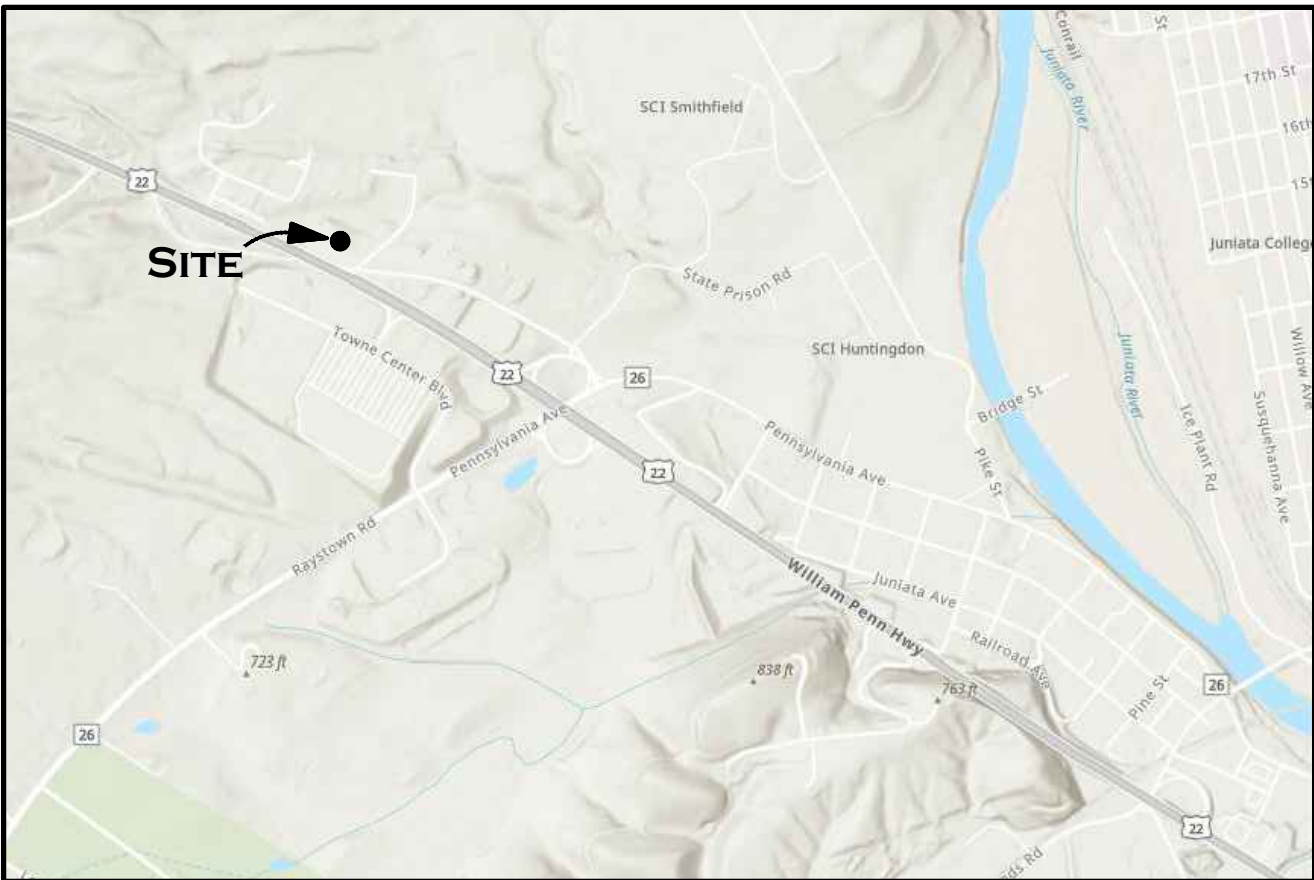 Conrail
St
Juniata River
17th St
SCI Smithfield
16th
22
15
SITE
Juniata Colleg
State Prison Rd
Towne Center Blvd
SCI Huntingdon
Juniata River
Willow Ave
22
26
Bridge St
Susquehanna Ave
Ice Plant Rd
Pennsylvania Ave
Pennsylvania Ave
22
Pike St
Raystown Rd
William Penn Hwy
Juniata Ave
Railroad Ave
723 ft
838 ft
763 ft
26
Pine St
26
22
ds Rd